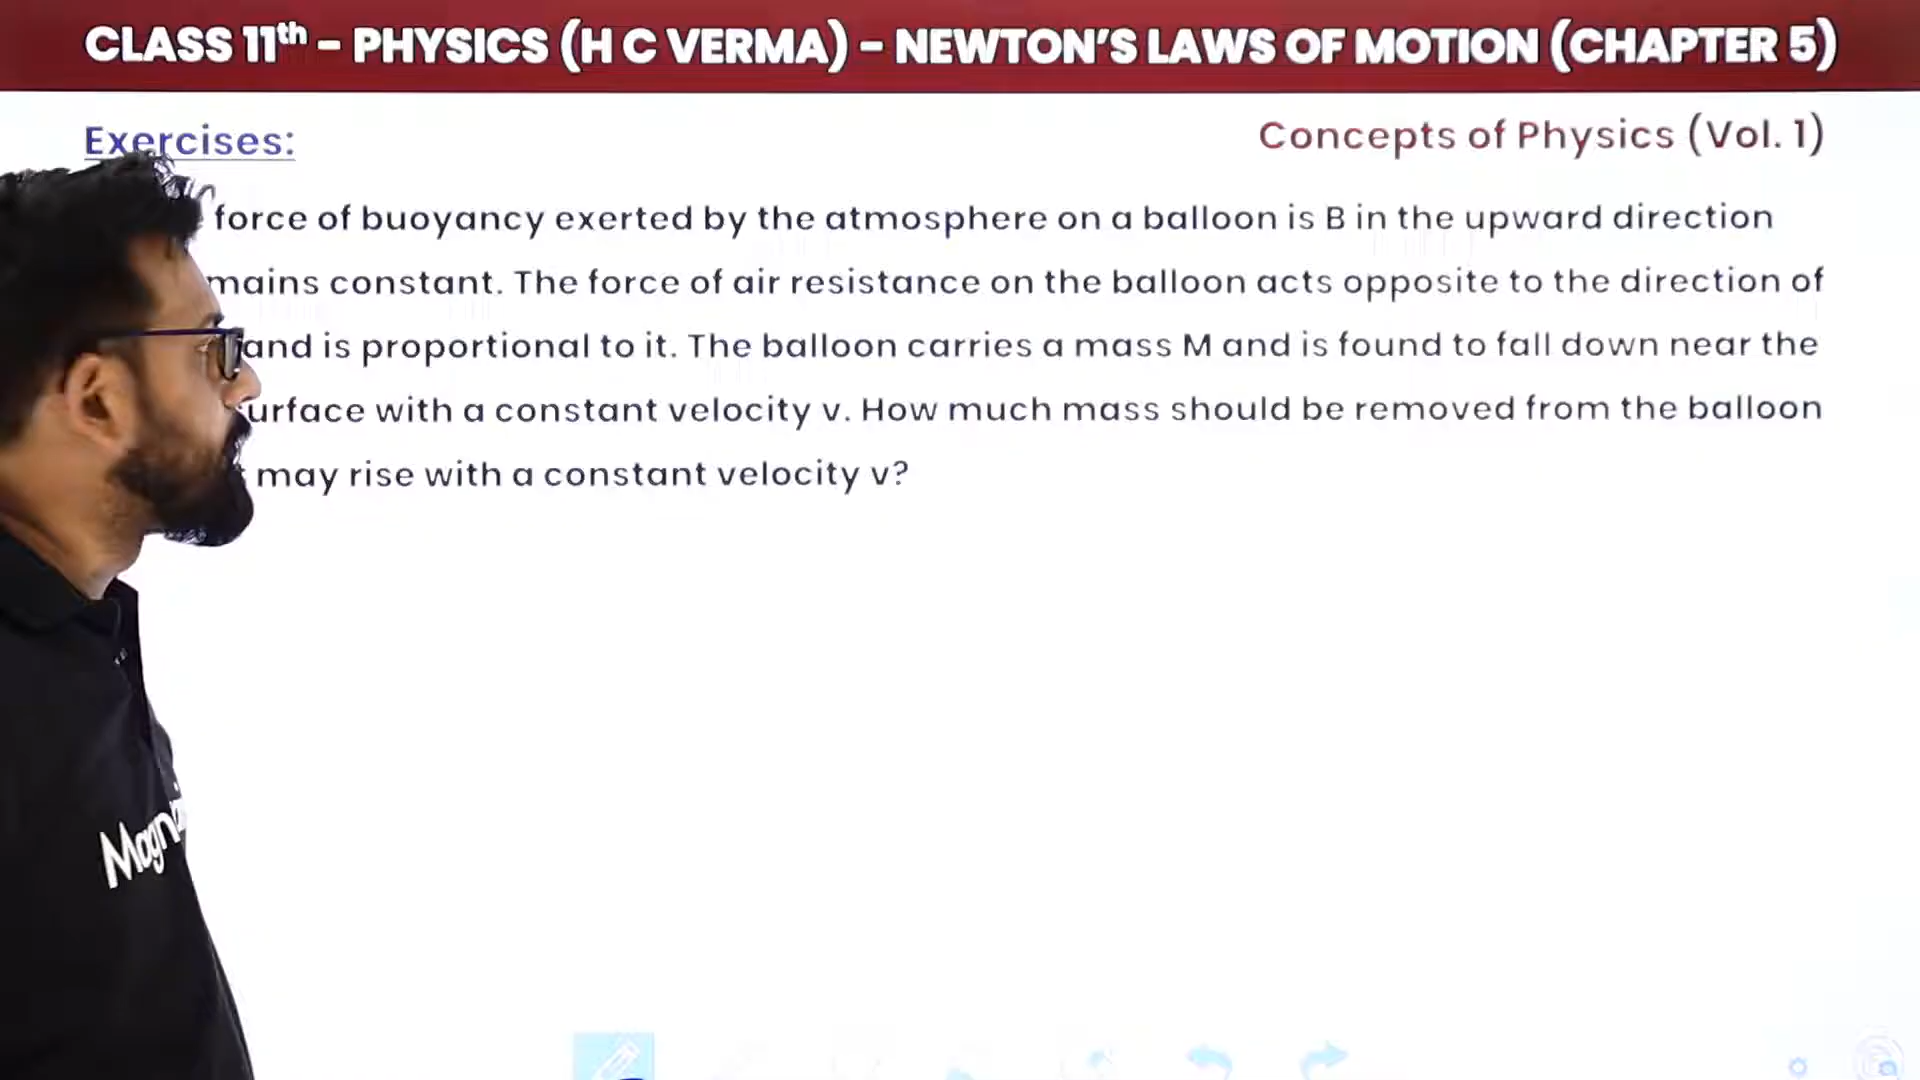 CLASS 11th – PHYSICS (H C VERMA) – NEWTON'S LAWS OF MOTION (CHAPTER 5)
Exercises:
Concepts of Physics (Vol. 1)
force of buoyancy exerted by the atmosphere on a balloon is B in the upward direction
mains constant. The force of air resistance on the balloon acts opposite to the direction of
and is proportional to it. The balloon carries a mass M and is found to fall down near the
urface with a constant velocity v. How much mass should be removed from the balloon
may rise with a constant velocity v?
Magn